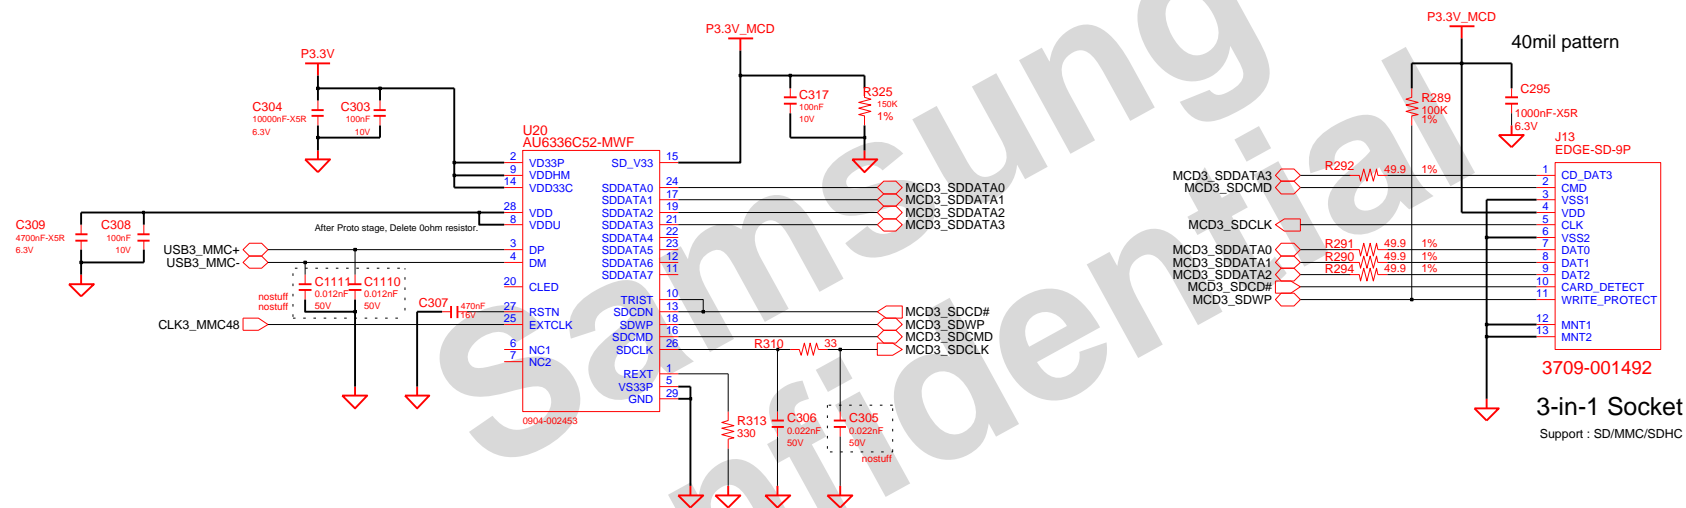 P3.3V
C304
10000nF-X5R
6.3V
C303
100nF
10V
P3.3V_MCD
C317
100nF
10V
R325
150K
1%
U20
AU6336C52-MWF
2 VD33P
9 VDDHM
14 VDD33C
28 VDD
8 VDDU
3 DP
4 DM
20 CLED
27 RSTN
25 EXTCLK
6 NC1
7 NC2
SD_V33 15
SDDATA0 24
SDDATA1 17
SDDATA2 19
SDDATA3 21
SDDATA4 22
SDDATA5 23
SDDATA6 12
SDDATA7 11
TRIST 10
SDCDN 13
SDWP 18
SDCMD 16
SDCLK 26
REXT 1
VS33P 5
GND 29
0904-002453
C309
4700nF-X5R
6.3V
C308
100nF
10V
After Proto stage, Delete 0ohm resistor.
USB3_MMC+
USB3_MMC-
C1111
0.012nF
50V
C1110
0.012nF
50V
nostuff
nostuff
C307
470nF
16V
CLK3_MMC48
MCD3_SDDATA0
MCD3_SDDATA1
MCD3_SDDATA2
MCD3_SDDATA3
MCD3_SDCD#
MCD3_SDWP
MCD3_SDCMD
MCD3_SDCLK
R310
33
R313
330
C306
0.022nF
50V
C305
0.022nF
50V
nostuff
P3.3V_MCD
40mil pattern
R289
100K
1%
C295
1000nF-X5R
6.3V
J13
EDGE-SD-9P
MCD3_SDDATA3 R292 49.9 1%
MCD3_SDCMD
MCD3_SDCLK
MCD3_SDDATA0 R291 49.9 1%
MCD3_SDDATA1 R290 49.9 1%
MCD3_SDDATA2 R294 49.9 1%
MCD3_SDCD#
MCD3_SDWP
1 CD_DAT3
2 CMD
3 VSS1
4 VDD
5 CLK
6 VSS2
7 DAT0
8 DAT1
9 DAT2
10 CARD_DETECT
11 WRITE_PROTECT
12 MNT1
13 MNT2
3709-001492
3-in-1 Socket
Support : SD/MMC/SDHC
Samsung
nfidential